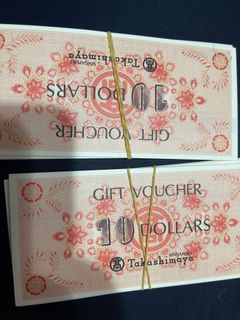 SINGAPORE
Takashimaya
10 DOLLARS
GIFT VOUCHER
GIFT VOUCHER
10 DOLLARS
Takashimaya
SINGAPORE